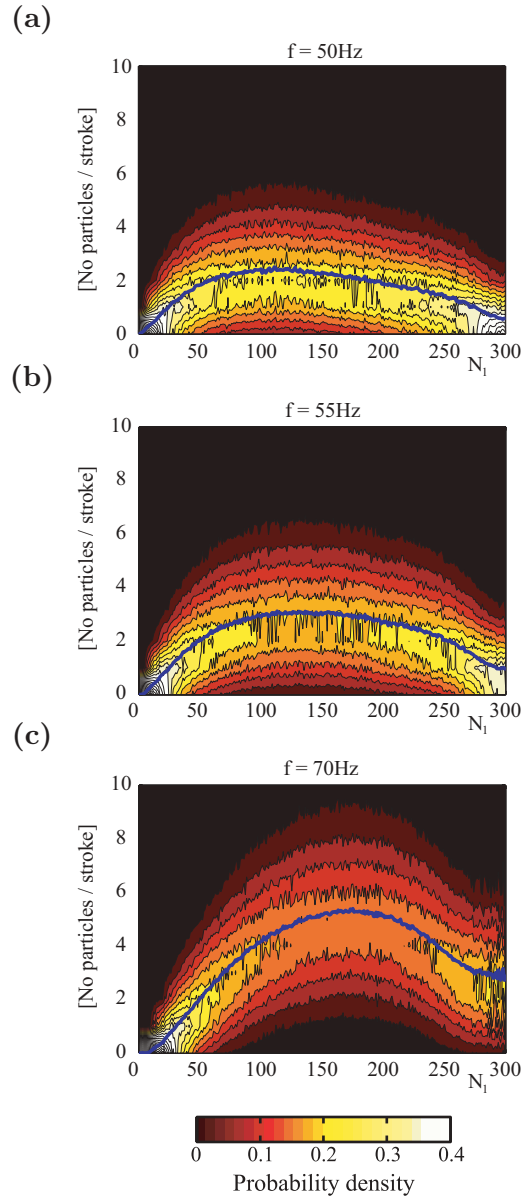 (a)
f = 50Hz
[No particles / stroke]
10
8
6
4
2
0
0 50 100 150 200 250 300
N₁
(b)
f = 55Hz
[No particles / stroke]
10
8
6
4
2
0
0 50 100 150 200 250 300
N₁
(c)
f = 70Hz
[No particles / stroke]
10
8
6
4
2
0
0 50 100 150 200 250 300
N₁
0 0.1 0.2 0.3 0.4
Probability density